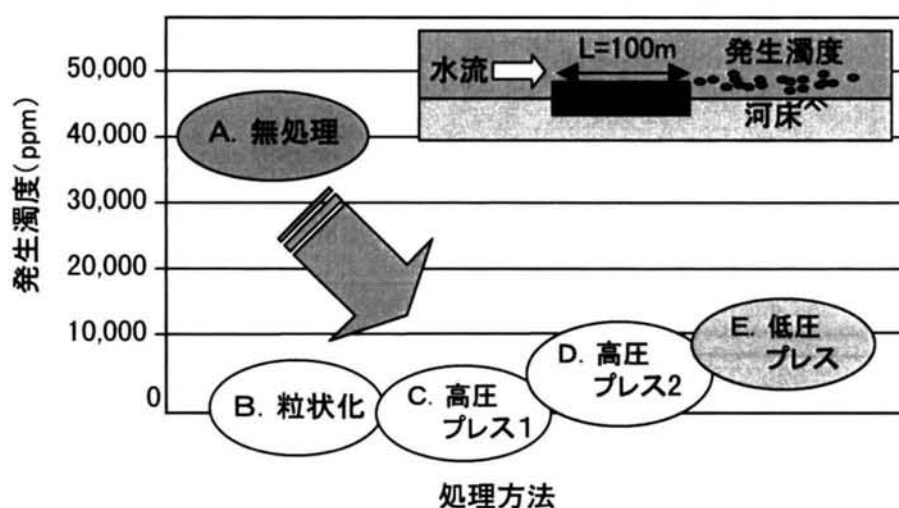 発生濁度(ppm)
50,000
40,000
30,000
20,000
10,000
0
水流
L=100m
発生濁度
河床
A. 無処理
B. 粒状化
C. 高圧
プレス1
D. 高圧
プレス2
E. 低圧
プレス
処理方法